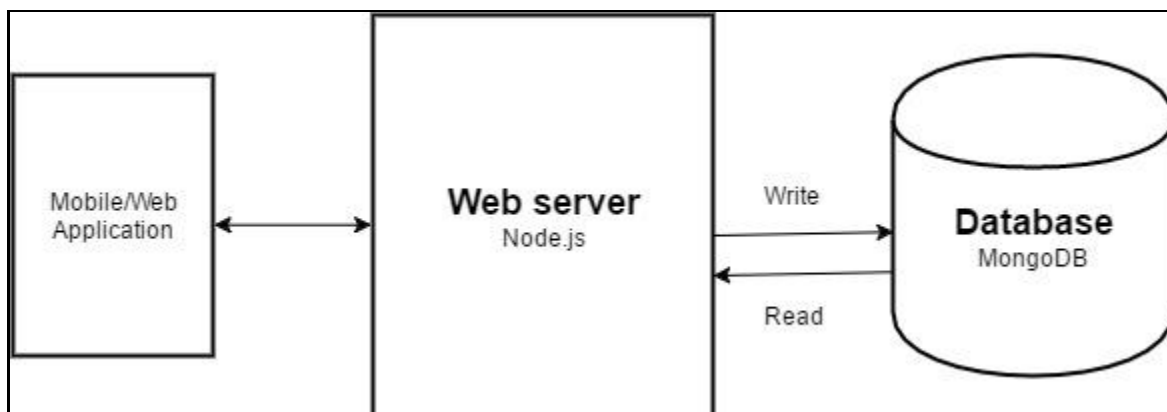 Mobile/Web
Application
Web server
Node.js
Write
Read
Database
MongoDB